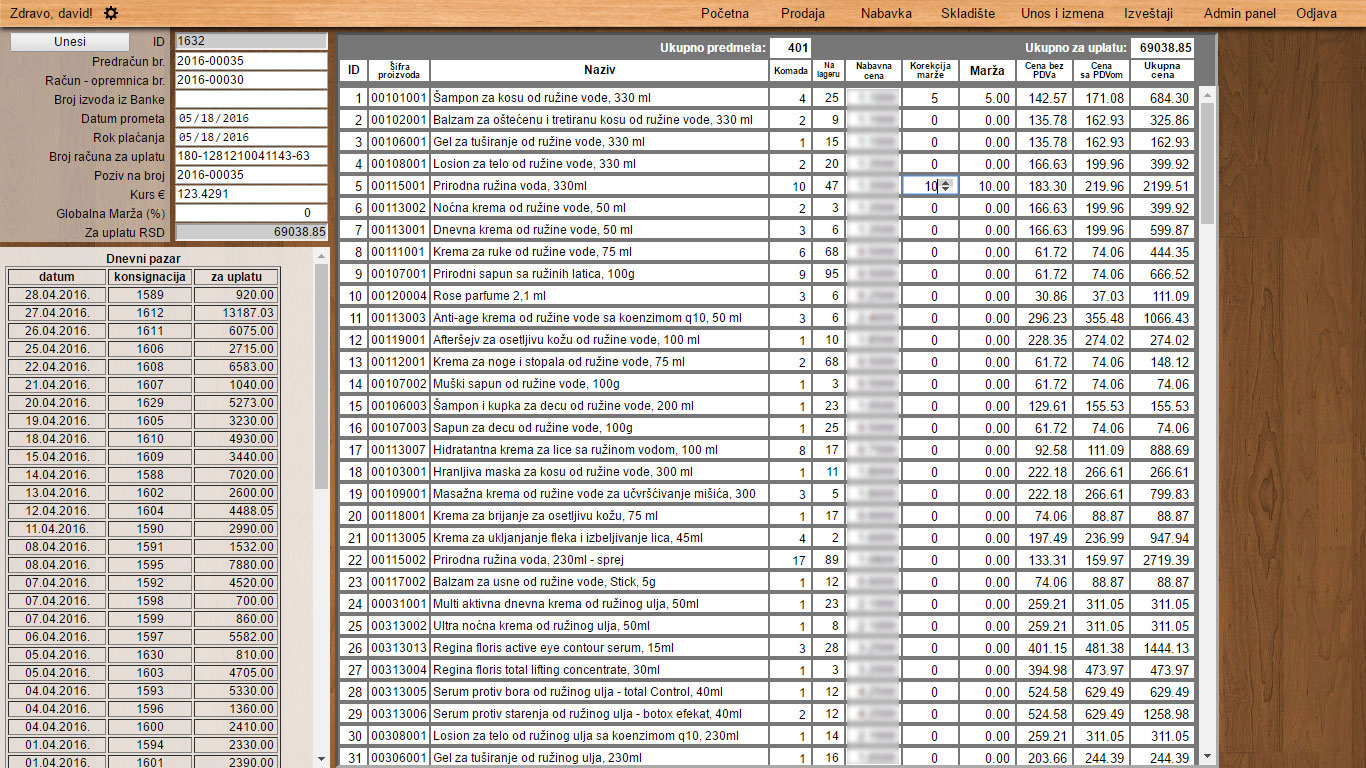 Zdravo, david! Početna Prodaja Nabavka Skladište Unos i izmena Izveštaji Admin panel Odjava
Unesi ID 1632
Predračun br. 2016-00035
Račun - opremnica br. 2016-00030
Broj izvoda iz Banke
Datum prometa 05/18/2016
Rok plaćanja 05/18/2016
Broj računa za uplatu 180-1281210041143-63
Poziv na broj 2016-00035
Kurs € 123.4291
Globalna Marža (%) 0
Za uplatu RSD 69038.85
Dnevni pazar
datum konsignacija za uplatu
28.04.2016. 1589 920.00
27.04.2016. 1612 13187.03
26.04.2016. 1611 6075.00
25.04.2016. 1606 2715.00
22.04.2016. 1608 6583.00
21.04.2016. 1607 1040.00
20.04.2016. 1629 5273.00
19.04.2016. 1605 3230.00
18.04.2016. 1610 4930.00
15.04.2016. 1609 3440.00
14.04.2016. 1588 7020.00
13.04.2016. 1602 2600.00
12.04.2016. 1604 4488.05
11.04.2016. 1590 2990.00
08.04.2016. 1591 1532.00
08.04.2016. 1595 7880.00
07.04.2016. 1592 4520.00
07.04.2016. 1598 700.00
07.04.2016. 1599 860.00
06.04.2016. 1597 5582.00
05.04.2016. 1630 810.00
05.04.2016. 1603 4705.00
04.04.2016. 1593 5330.00
04.04.2016. 1596 1360.00
04.04.2016. 1600 2410.00
01.04.2016. 1594 2330.00
01.04.2016. 1601 2390.00
Ukupno predmeta: 401 Ukupno za uplatu: 69038.85
ID Šifra proizvoda Naziv Komada Na lageru Nabavna cena Korekcija marže Marža Cena bez PDVa Cena sa PDVom Ukupna cena
1 00101001 Šampon za kosu od ružine vode, 330 ml 4 25 5 5.00 142.57 171.08 684.30
2 00102001 Balzam za oštećenu i tretiranu kosu od ružine vode, 330 ml 2 9 0 0.00 135.78 162.93 325.86
3 00106001 Gel za tuširanje od ružine vode, 330 ml 1 15 0 0.00 135.78 162.93 162.93
4 00108001 Losion za telo od ružine vode, 330 ml 2 20 0 0.00 166.63 199.96 399.92
5 00115001 Prirodna ružina voda, 330ml 10 47 10 10.00 183.30 219.96 2199.51
6 00113002 Noćna krema od ružine vode, 50 ml 2 3 0 0.00 166.63 199.96 399.92
7 00113001 Dnevna krema od ružine vode, 50 ml 3 6 0 0.00 166.63 199.96 599.87
8 00111001 Krema za ruke od ružine vode, 75 ml 6 68 0 0.00 61.72 74.06 444.35
9 00107001 Prirodni sapun sa ružinih latica, 100g 9 95 0 0.00 61.72 74.06 666.52
10 00120004 Rose parfume 2,1 ml 3 6 0 0.00 30.86 37.03 111.09
11 00113003 Anti-age krema od ružine vode sa koenzimom q10, 50 ml 3 6 0 0.00 296.23 355.48 1066.43
12 00119001 Afteršejv za osetljivu kožu od ružine vode, 100 ml 1 10 0 0.00 228.35 274.02 274.02
13 00112001 Krema za noge i stopala od ružine vode, 75 ml 2 68 0 0.00 61.72 74.06 148.12
14 00107002 Muški sapun od ružine vode, 100g 1 3 0 0.00 61.72 74.06 74.06
15 00106003 Šampon i kupka za decu od ružine vode, 200 ml 1 23 0 0.00 129.61 155.53 155.53
16 00107003 Sapun za decu od ružine vode, 100g 1 25 0 0.00 61.72 74.06 74.06
17 00113007 Hidratantna krema za lice sa ružinom vodom, 100 ml 8 17 0 0.00 92.58 111.09 888.69
18 00103001 Hranljiva maska za kosu od ružine vode, 300 ml 1 11 0 0.00 222.18 266.61 266.61
19 00109001 Masažna krema od ružine vode za učvršćivanje mišića, 300 3 5 0 0.00 222.18 266.61 799.83
20 00118001 Krema za brijanje za osetljivu kožu, 75 ml 1 17 0 0.00 74.06 88.87 88.87
21 00113005 Krema za ukljanjanje fleka i izbeljivanje lica, 45ml 4 2 0 0.00 197.49 236.99 947.94
22 00115002 Prirodna ružina voda, 230ml - sprej 17 89 0 0.00 133.31 159.97 2719.39
23 00117002 Balzam za usne od ružine vode, Stick, 5g 1 12 0 0.00 74.06 88.87 88.87
24 00031001 Multi aktivna dnevna krema od ružinog ulja, 50ml 1 23 0 0.00 259.21 311.05 311.05
25 00313002 Ultra noćna krema od ružinog ulja, 50ml 1 8 0 0.00 259.21 311.05 311.05
26 00313013 Regina floris active eye contour serum, 15ml 3 28 0 0.00 401.15 481.38 1444.13
27 00313004 Regina floris total lifting concentrate, 30ml 1 3 0 0.00 394.98 473.97 473.97
28 00313005 Serum protiv bora od ružinog ulja - total Control, 40ml 1 12 0 0.00 524.58 629.49 629.49
29 00313006 Serum protiv starenja od ružinog ulja - botox efekat, 40ml 2 12 0 0.00 524.58 629.49 1258.98
30 00308001 Losion za telo od ružinog ulja sa koenzimom q10, 230ml 1 14 0 0.00 259.21 311.05 311.05
31 00306001 Gel za tuširanje od ružinog ulja, 230ml 1 16 0 0.00 203.66 244.39 244.39